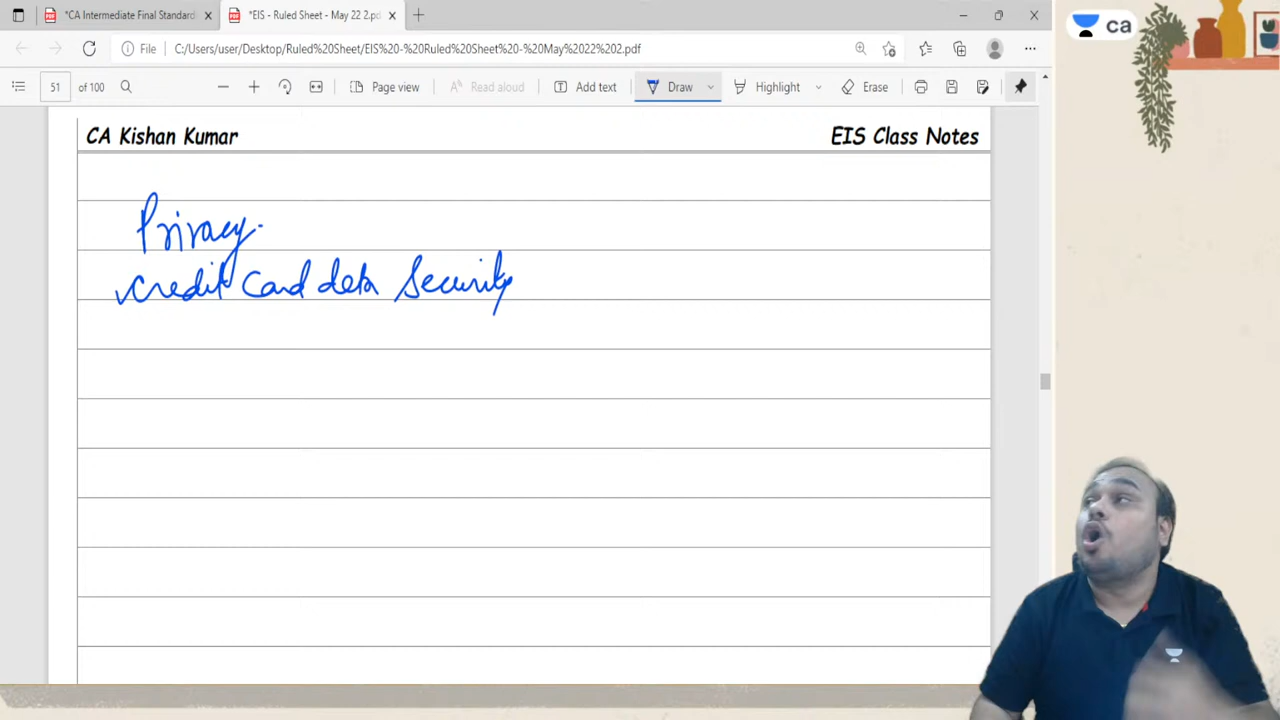 *CA Intermediate Final Standard
*EIS - Ruled Sheet - May 22 2.pd
File C:/Users/user/Desktop/Ruled%20Sheet/EIS%20-%20Ruled%20Sheet%20-%20May%2022%202.pdf
51 of 100 Page view Read aloud Add text Draw Highlight Erase
ca
CA Kishan Kumar EIS Class Notes
Privacy.
Credit Card data Security